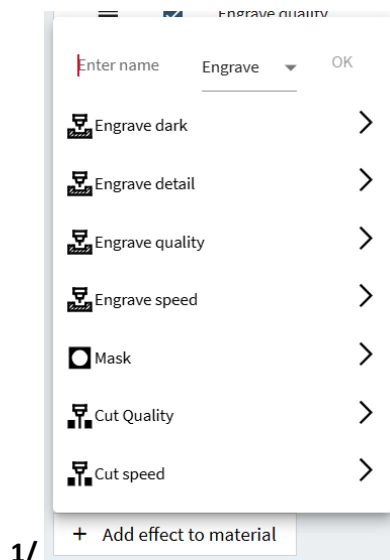 Engrave quality
Enter name Engrave OK
Engrave dark
Engrave detail
Engrave quality
Engrave speed
Mask
Cut Quality
Cut speed
+ Add effect to material
1/